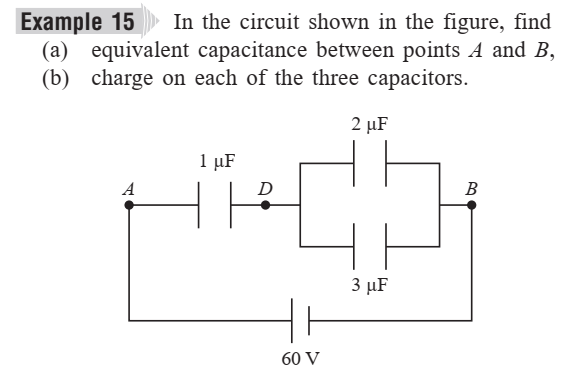 Example 15 In the circuit shown in the figure, find
(a) equivalent capacitance between points A and B,
(b) charge on each of the three capacitors.
2 μF
1 μF
A
D
B
3 μF
60 V